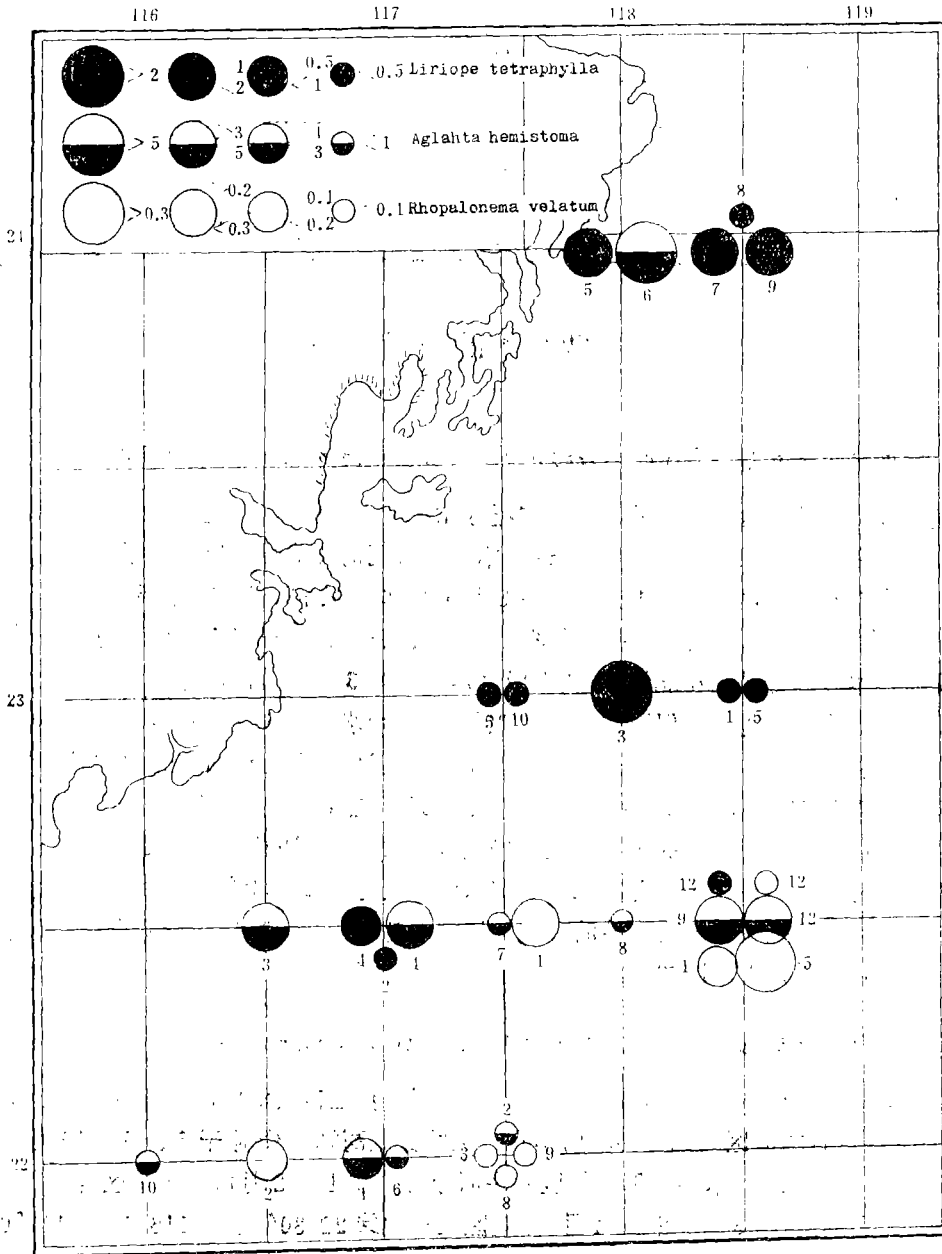 116 117 118 119
> 2 1 2 0.5 1 0.5 Liriope tetraphylla
> 5 3 5 1 3 1 Aglahta hemistoma
>0.3 0.2 0.3 0.1 0.2 0.1 Rhopalonema velatum
8
24
5 6 7 9
23
10 3 1 5
12 12
9 12
3 4 1 7 1 8 1 5
2
2
9
22
10 2 6 8